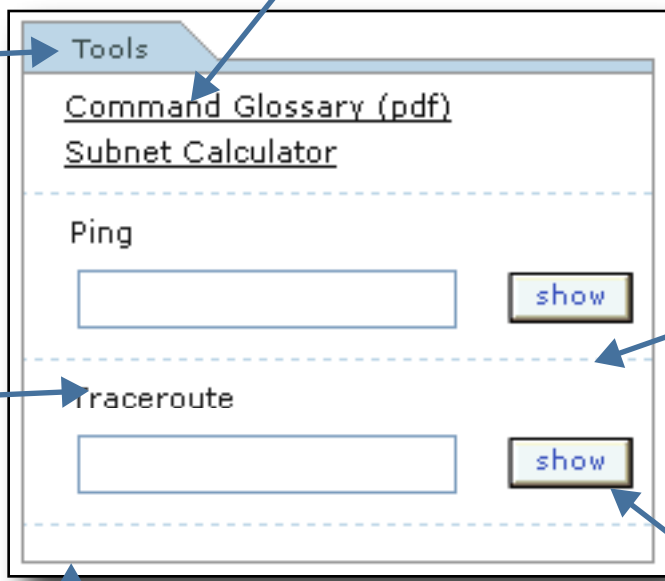 Tools
Command Glossary (pdf)
Subnet Calculator
Ping
show
Traceroute
show